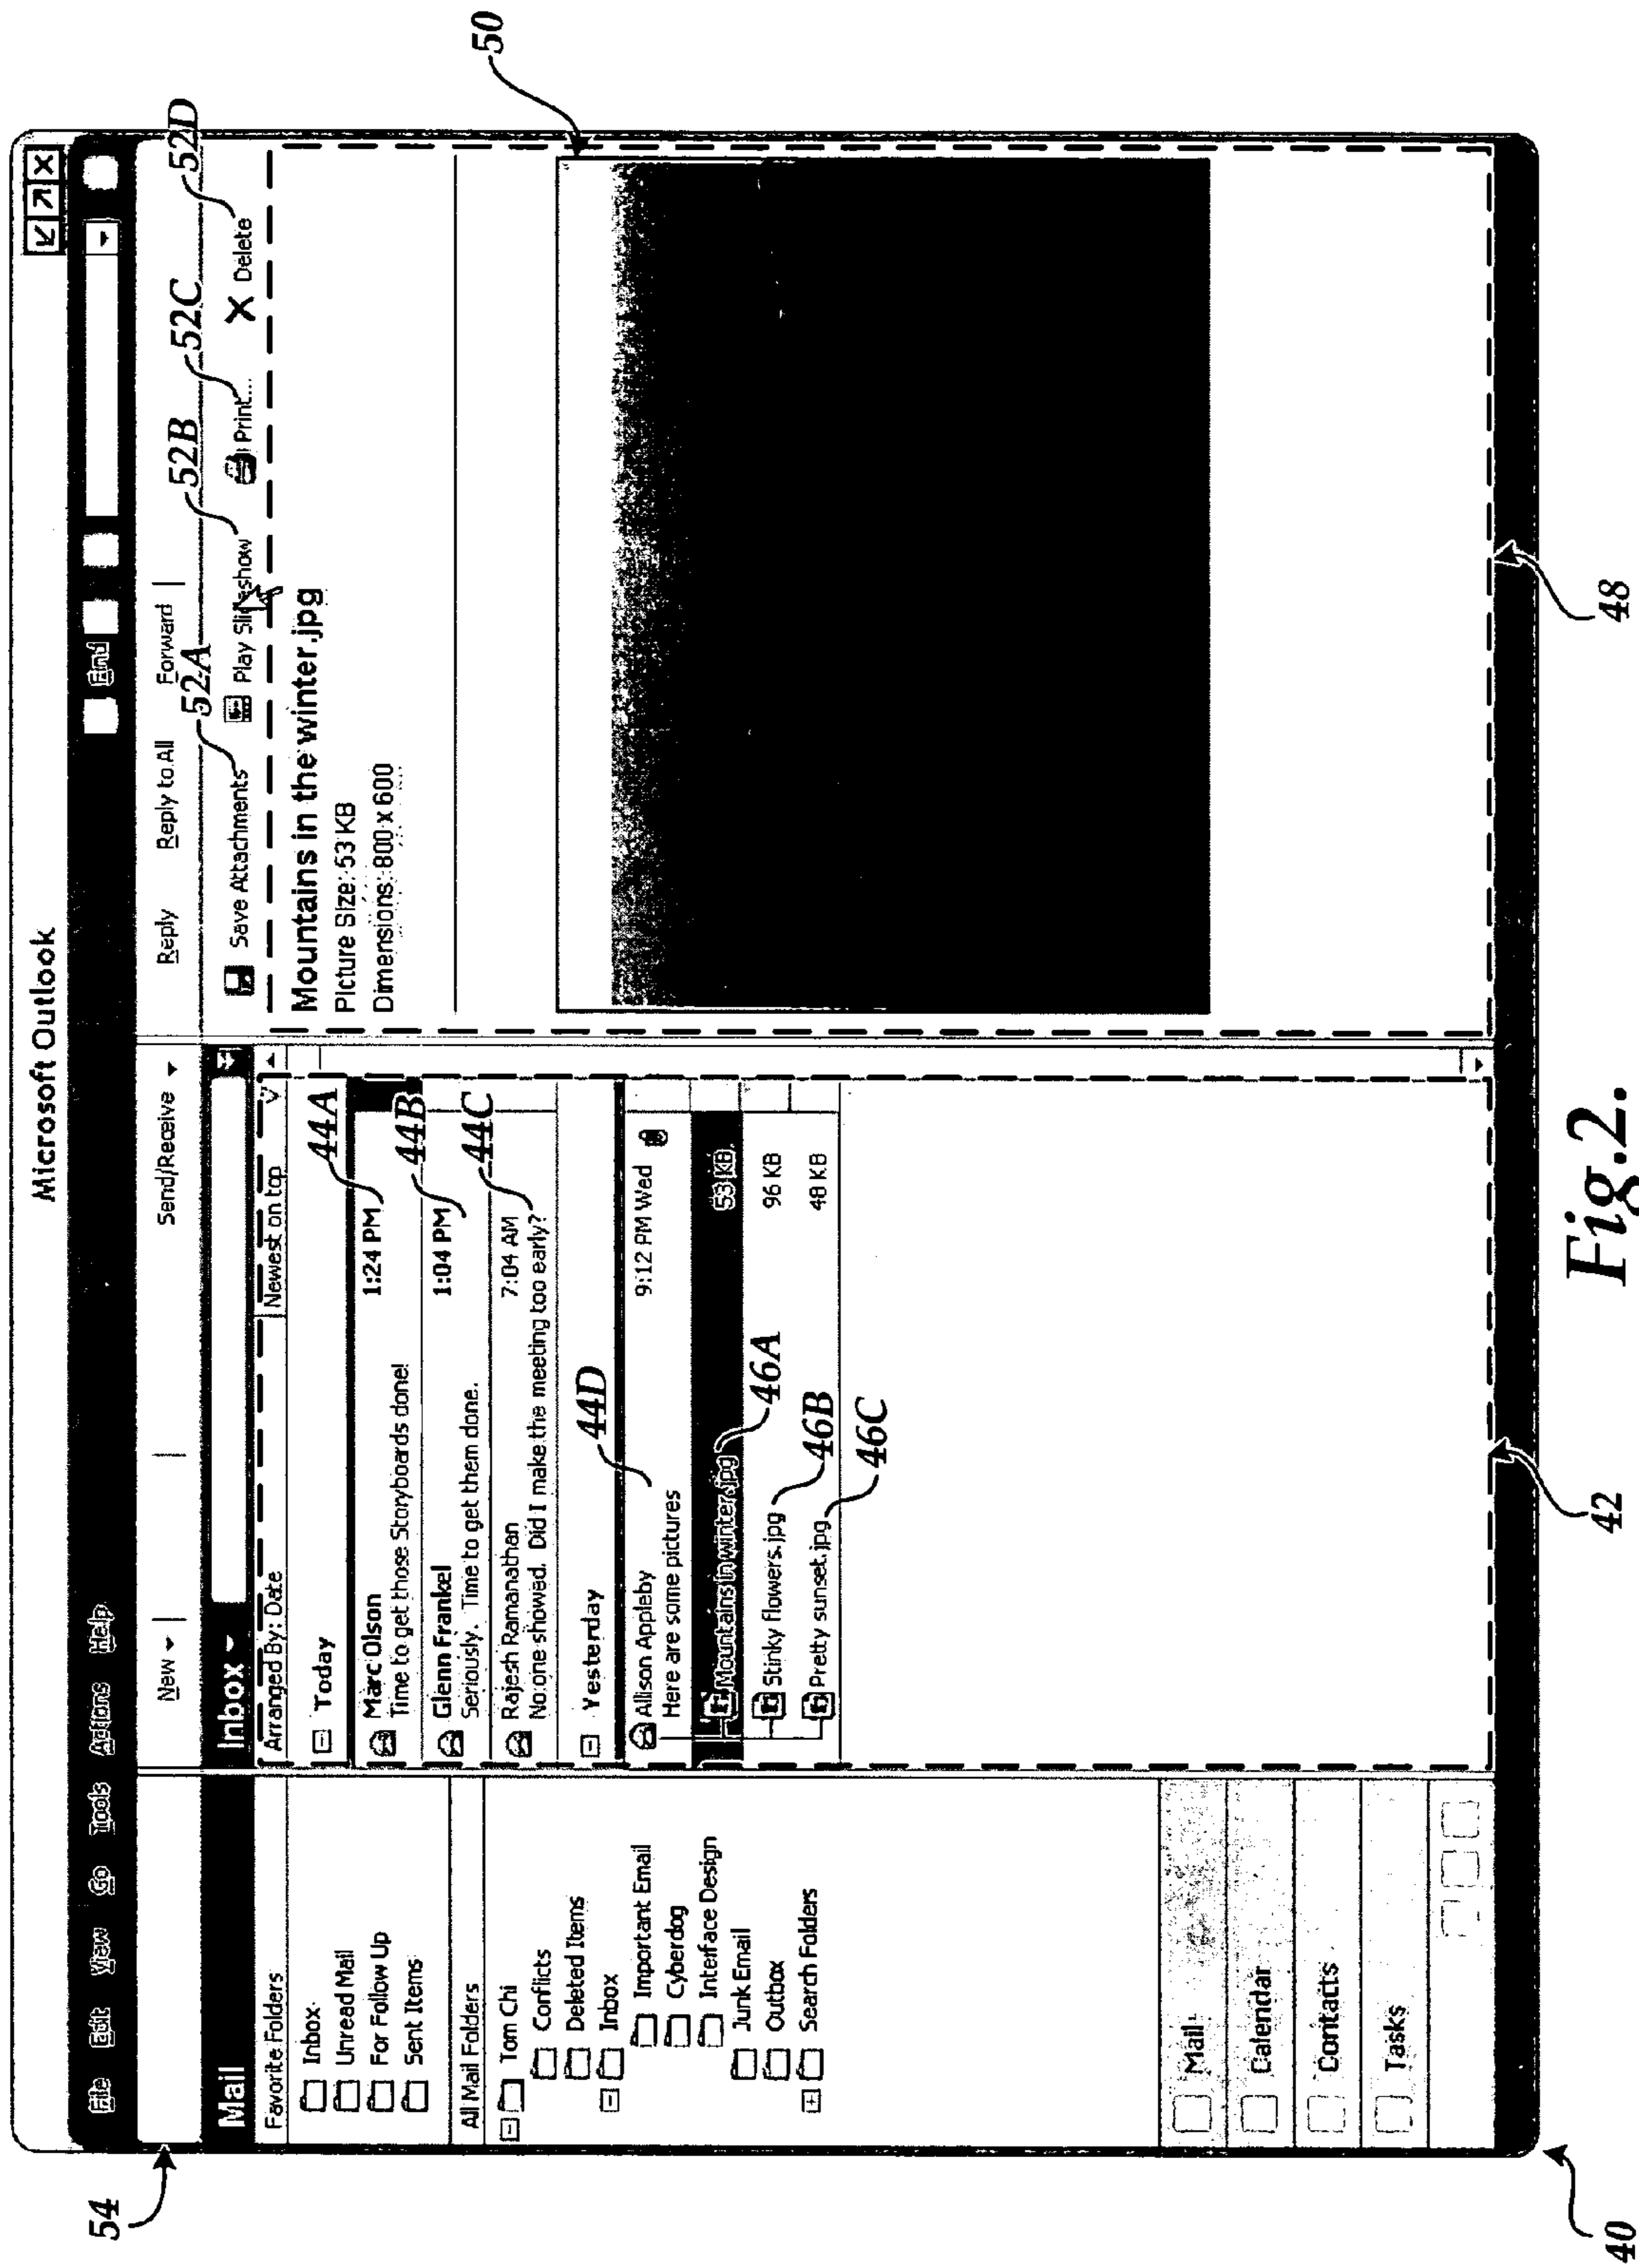 Microsoft Outlook
File Edit View Go Tools Actions Help
End
54
New
Send/Receive
Reply Reply to All Forward
Mail
Favorite Folders
Inbox
Unread Mail
For Follow Up
Sent Items
All Mail Folders
Tom Chi
Conflicts
Deleted Items
Inbox
Important Email
Cyberdog
Interface Design
Junk Email
Outbox
Search Folders
Mail
Calendar
Contacts
Tasks
Inbox
Arranged By: Date Newest on top
Today
44A
Marc Olson 1:24 PM
Time to get those Storyboards done!
44B
Glenn Frankel 1:04 PM
Seriously. Time to get them done.
44C
Rajesh Ramanathan 7:04 AM
No one showed. Did I make the meeting too early?
Yesterday
44D
Allison Appleby 9:12 PM Wed
Here are some pictures
Mountains in winter.jpg 53 KB
46A
Stinky flowers.jpg 96 KB
46B
Pretty sunset.jpg 48 KB
46C
52A 52B 52C 52D
Save Attachments Play Slideshow Print... Delete
Mountains in the winter.jpg
Picture Size: 53 KB
Dimensions: 800 x 600
50
40
42
48
Fig.2.